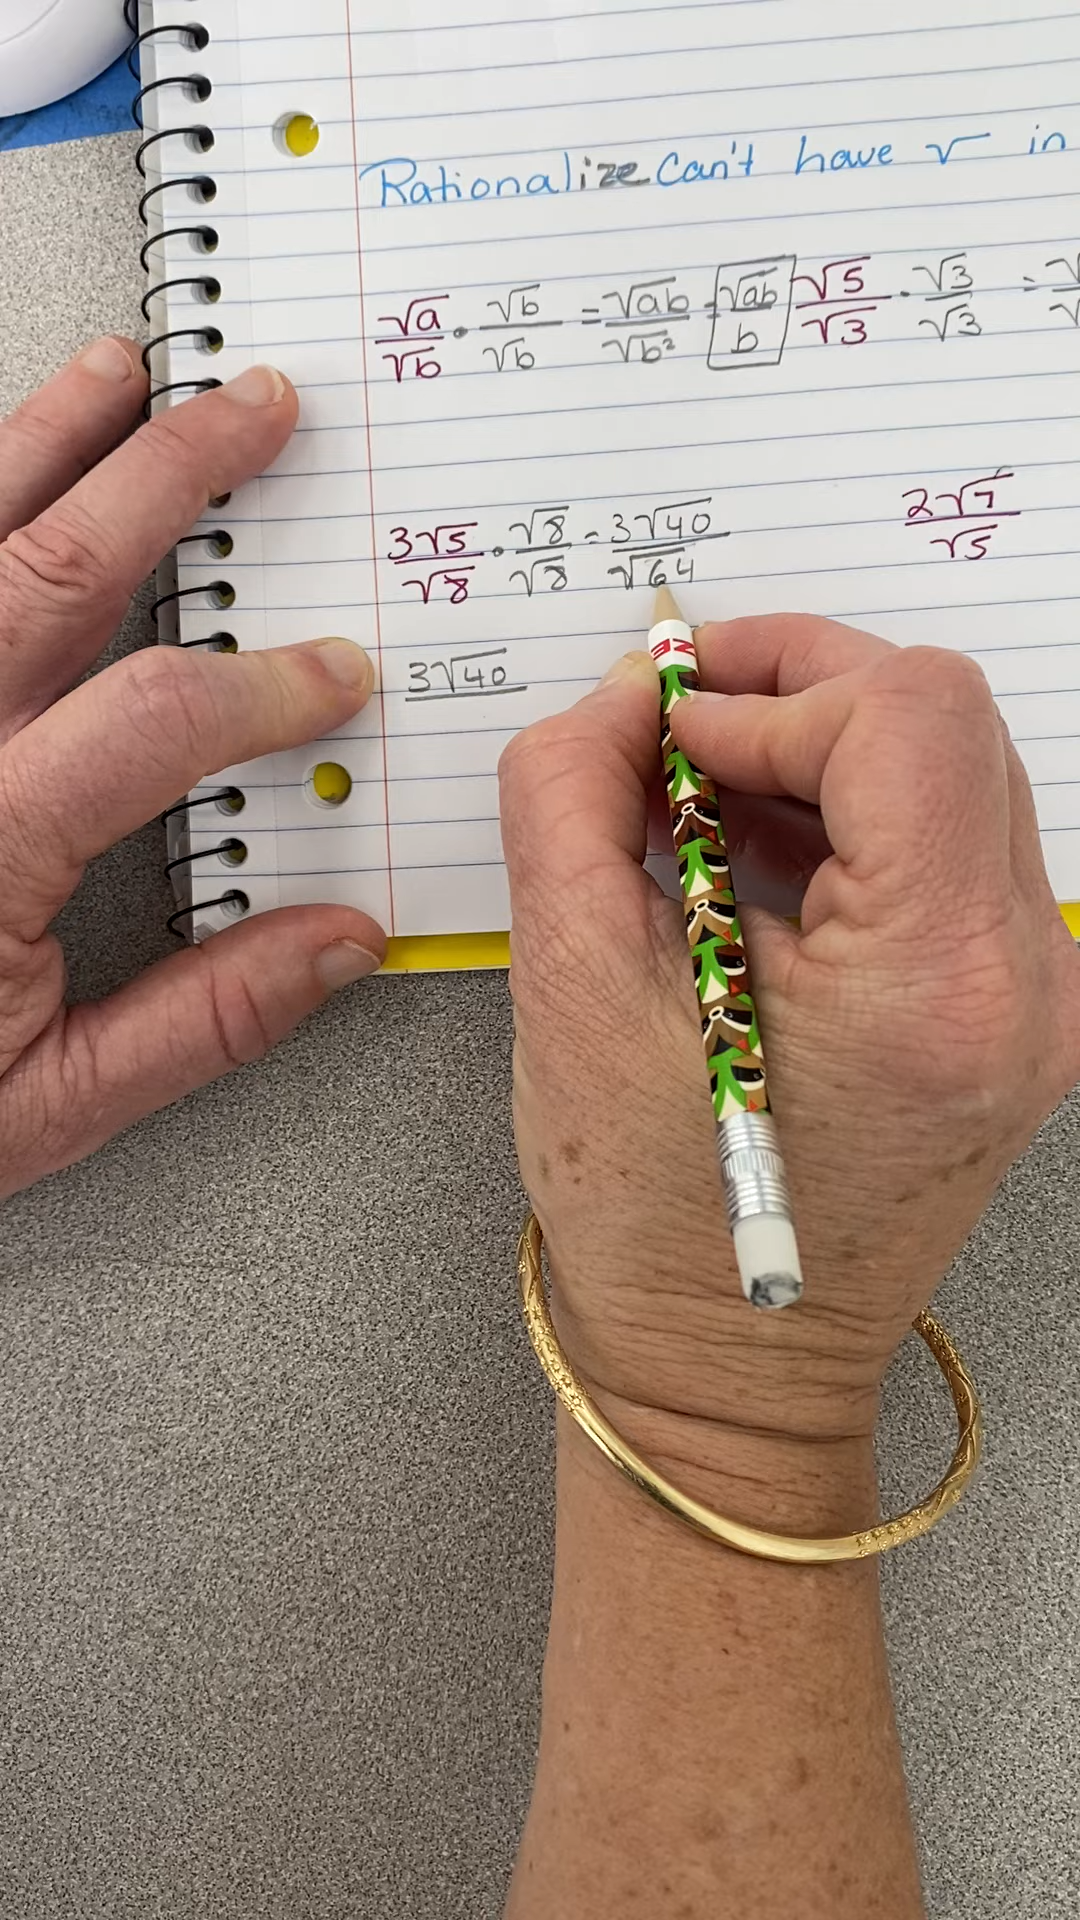 Rationalize Can't have √ in
√a/√b · √b/√b = √ab/√b² = √ab/b √5/√3 · √3/√3 = √
3√5/√8 · √8/√8 = 3√40/√64 2√7/√5
3√40